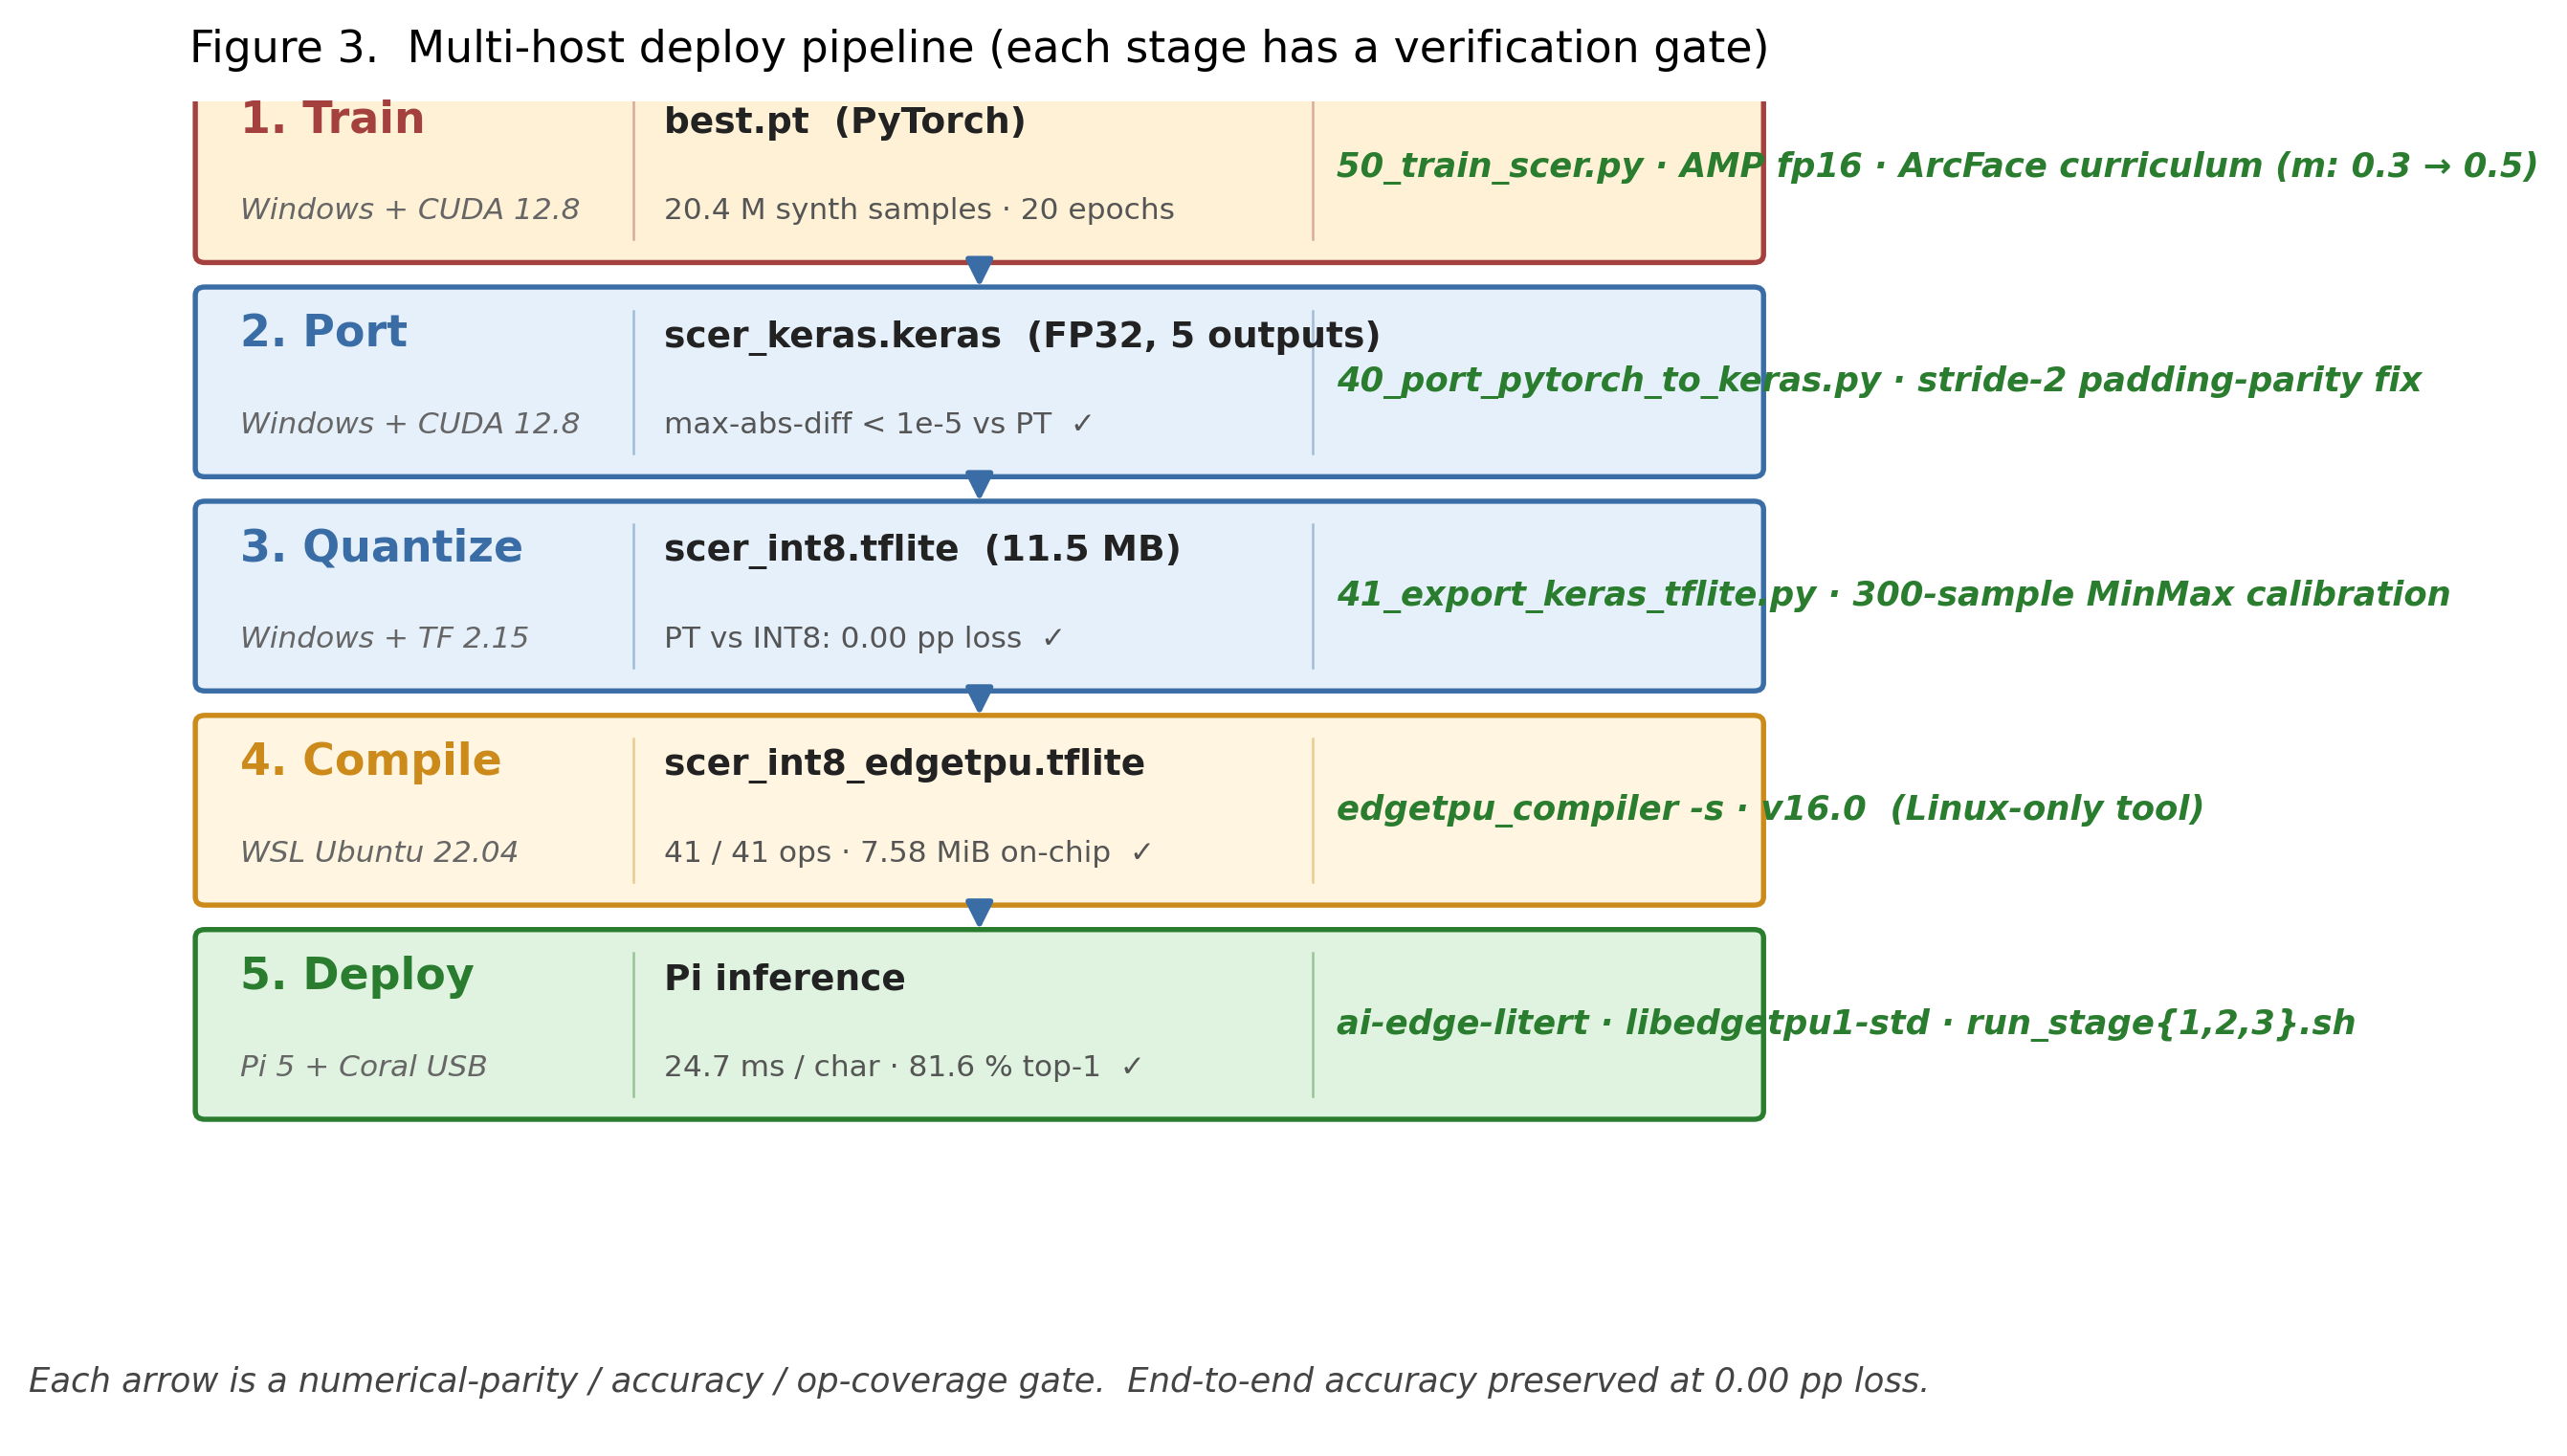 Figure 3.  Multi-host deploy pipeline (each stage has a verification gate)
1. Train
best.pt  (PyTorch)
50_train_scer.py · AMP fp16 · ArcFace curriculum (m: 0.3 → 0.5)
Windows + CUDA 12.8
20.4 M synth samples · 20 epochs
2. Port
scer_keras.keras  (FP32, 5 outputs)
40_port_pytorch_to_keras.py · stride-2 padding-parity fix
Windows + CUDA 12.8
max-abs-diff < 1e-5 vs PT  ✓
3. Quantize
scer_int8.tflite  (11.5 MB)
41_export_keras_tflite.py · 300-sample MinMax calibration
Windows + TF 2.15
PT vs INT8: 0.00 pp loss  ✓
4. Compile
scer_int8_edgetpu.tflite
edgetpu_compiler -s · v16.0  (Linux-only tool)
WSL Ubuntu 22.04
41 / 41 ops · 7.58 MiB on-chip  ✓
5. Deploy
Pi inference
ai-edge-litert · libedgetpu1-std · run_stage{1,2,3}.sh
Pi 5 + Coral USB
24.7 ms / char · 81.6 % top-1  ✓
Each arrow is a numerical-parity / accuracy / op-coverage gate.  End-to-end accuracy preserved at 0.00 pp loss.